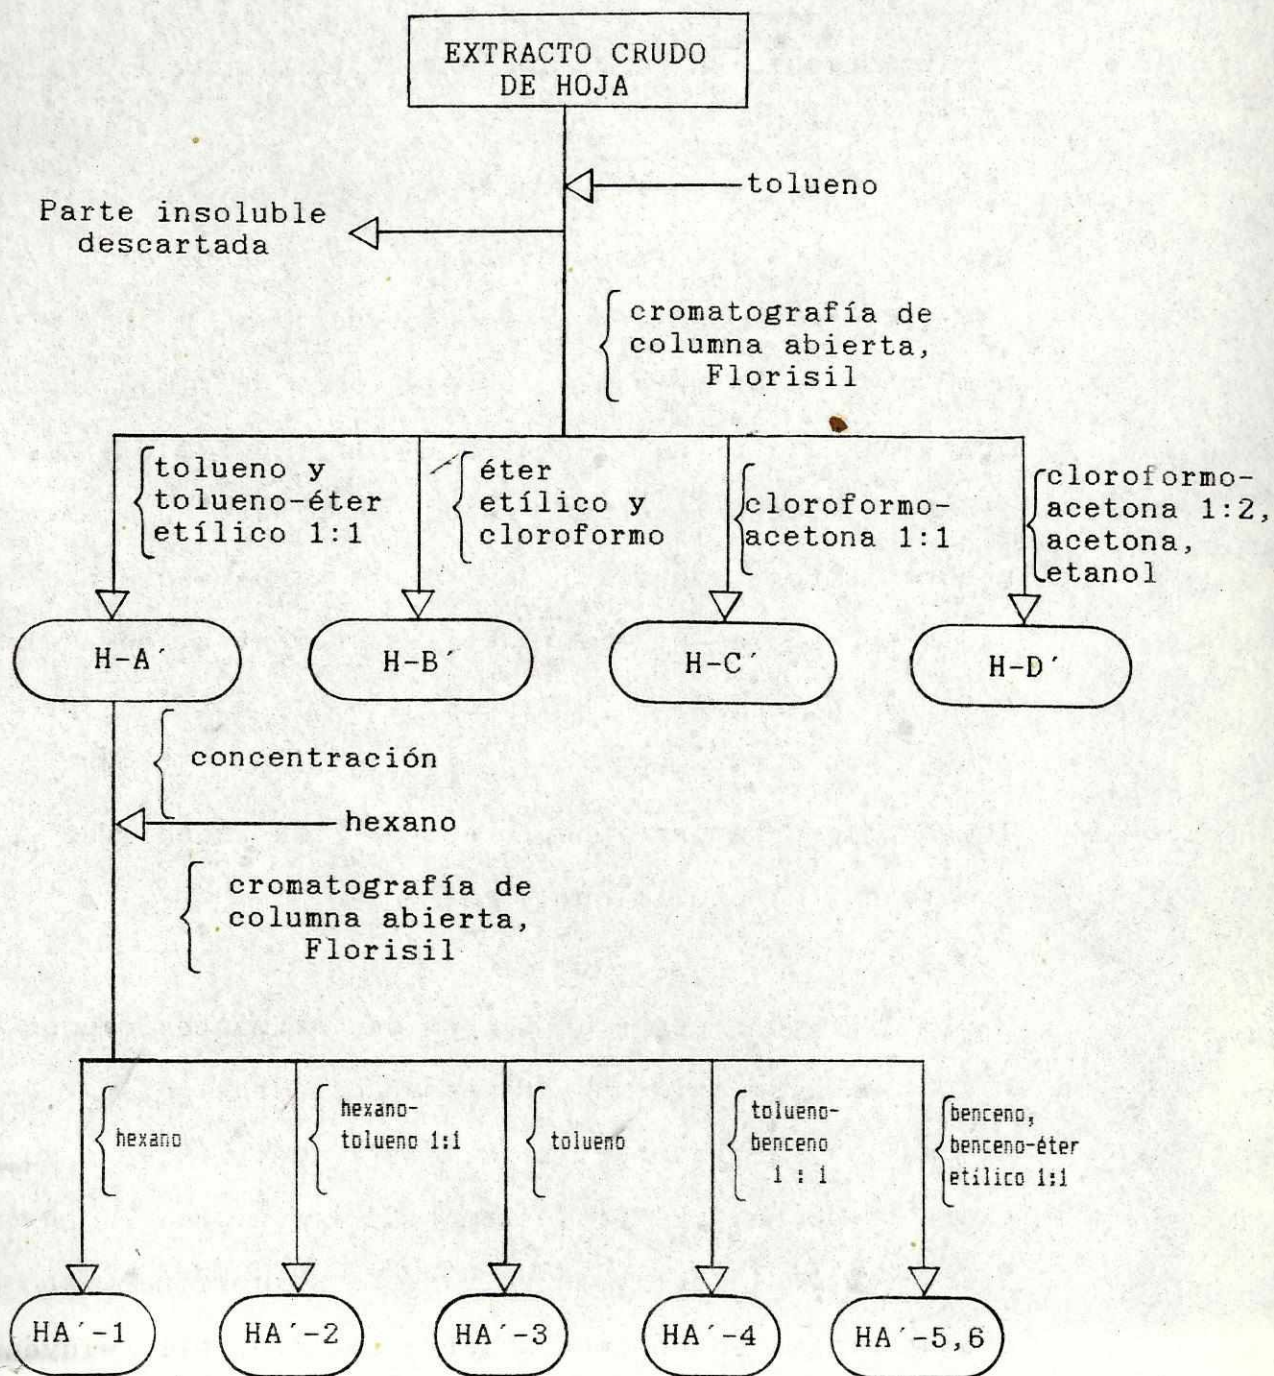 EXTRACTO CRUDO
DE HOJA
tolueno
Parte insoluble
descartada
cromatografía de
columna abierta,
Florisil
tolueno y
tolueno-éter
etílico 1:1
éter
etílico y
cloroformo
cloroformo-
acetona 1:1
cloroformo-
acetona 1:2,
acetona,
etanol
H-A´
H-B´
H-C´
H-D´
concentración
hexano
cromatografía de
columna abierta,
Florisil
hexano
hexano-
tolueno 1:1
tolueno
tolueno-
benceno
1 : 1
benceno,
benceno-éter
etílico 1:1
HA´-1
HA´-2
HA´-3
HA´-4
HA´-5,6